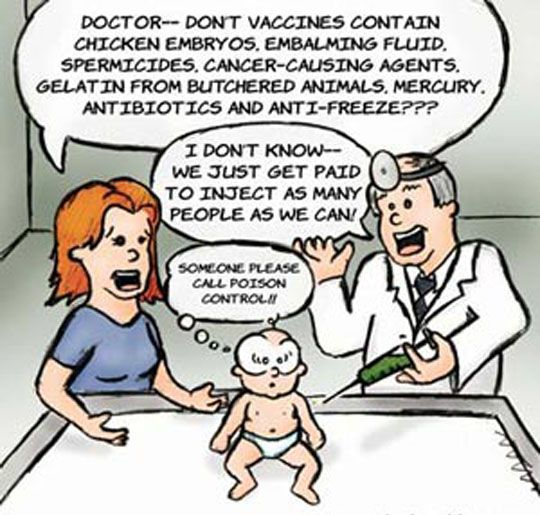 DOCTOR-- DON'T VACCINES CONTAIN
CHICKEN EMBRYOS, EMBALMING FLUID,
SPERMICIDES, CANCER-CAUSING AGENTS,
GELATIN FROM BUTCHERED ANIMALS, MERCURY,
ANTIBIOTICS AND ANTI-FREEZE???
I DON'T KNOW--
WE JUST GET PAID
TO INJECT AS MANY
PEOPLE AS WE CAN!
SOMEONE PLEASE
CALL POISON
CONTROL!!